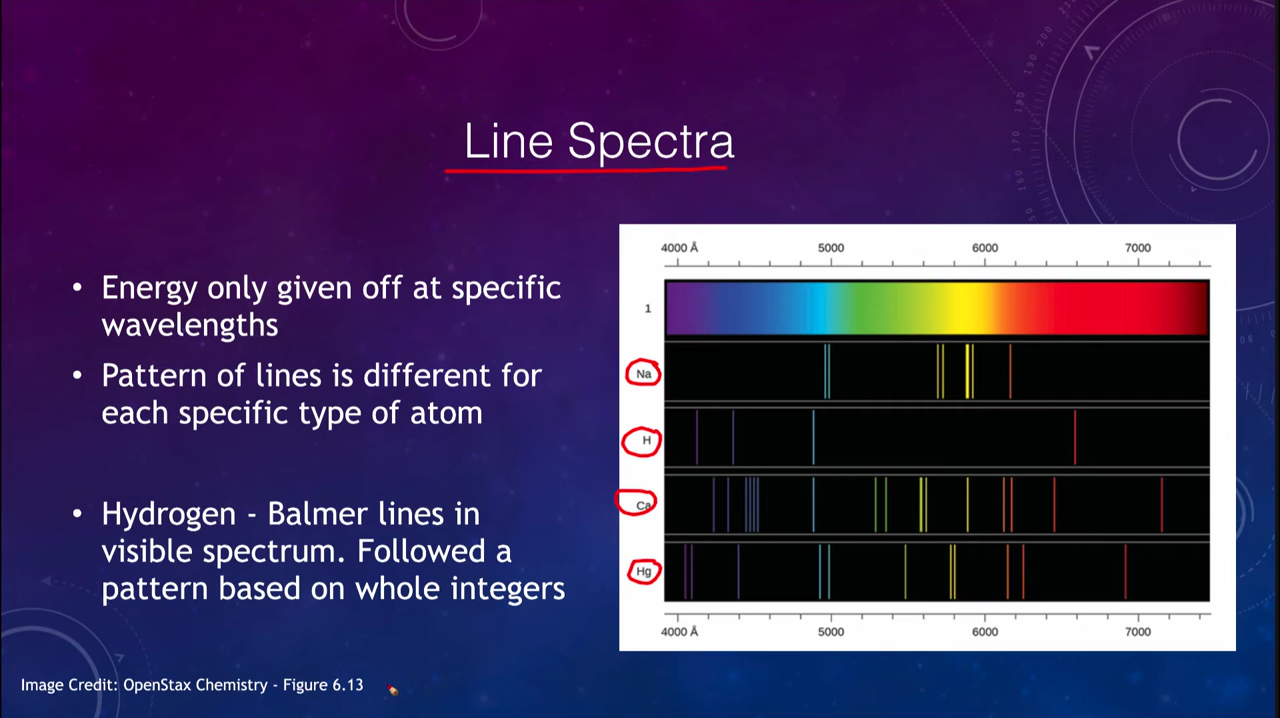 Line Spectra
• Energy only given off at specific
wavelengths
• Pattern of lines is different for
each specific type of atom
• Hydrogen - Balmer lines in
visible spectrum. Followed a
pattern based on whole integers
4000 Å 5000 6000 7000
1
Na
H
Ca
Hg
4000 Å 5000 6000 7000
Image Credit: OpenStax Chemistry - Figure 6.13